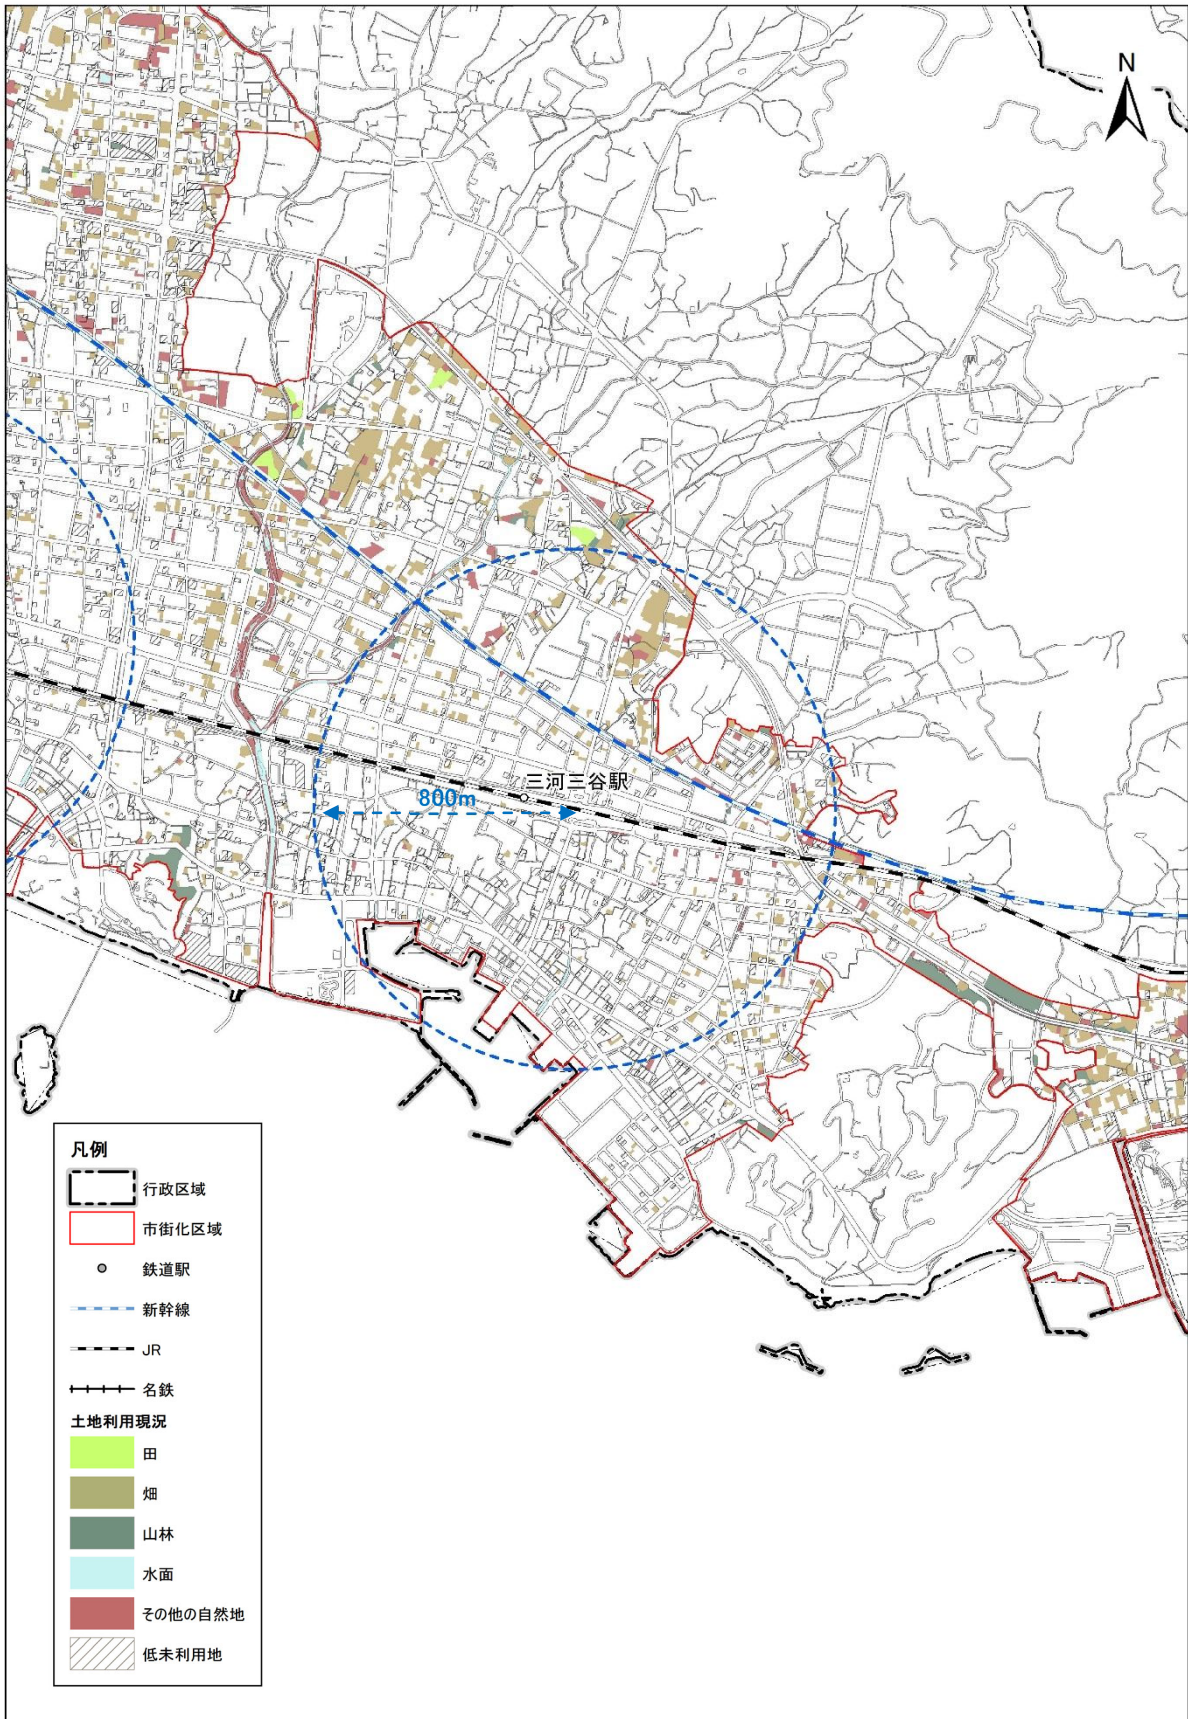 N
三河三谷駅
800m
凡例
行政区域
市街化区域
鉄道駅
新幹線
JR
名鉄
土地利用現況
田
畑
山林
水面
その他の自然地
低未利用地